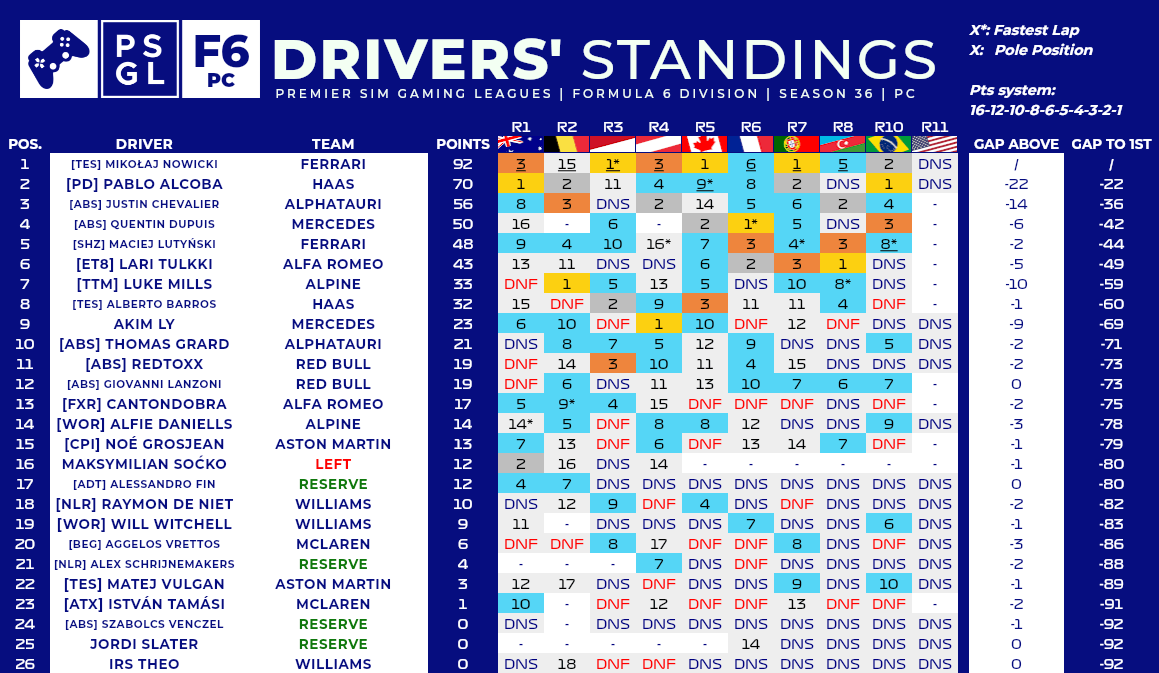 PS
GL
F6
PC
DRIVERS' STANDINGS
PREMIER SIM GAMING LEAGUES | FORMULA 6 DIVISION | SEASON 36 | PC
X*: Fastest Lap
X: Pole Position
Pts system:
16-12-10-8-6-5-4-3-2-1
R1 R2 R3 R4 R5 R6 R7 R8 R10 R11
POS. DRIVER TEAM POINTS GAP ABOVE GAP TO 1ST
1 [TES] MIKOŁAJ NOWICKI FERRARI 92 3 15 1* 3 1 6 1 5 2 DNS / /
2 [PD] PABLO ALCOBA HAAS 70 1 2 11 4 9* 8 2 DNS 1 DNS -22 -22
3 [ABS] JUSTIN CHEVALIER ALPHATAURI 56 8 3 DNS 2 14 5 6 2 4 - -14 -36
4 [ABS] QUENTIN DUPUIS MERCEDES 50 16 - 6 - 2 1* 5 DNS 3 - -6 -42
5 [SHZ] MACIEJ LUTYŃSKI FERRARI 48 9 4 10 16* 7 3 4* 3 8* - -2 -44
6 [ET8] LARI TULKKI ALFA ROMEO 43 13 11 DNS DNS 6 2 3 1 DNS - -5 -49
7 [TTM] LUKE MILLS ALPINE 33 DNF 1 5 13 5 DNS 10 8* DNS - -10 -59
8 [TES] ALBERTO BARROS HAAS 32 15 DNF 2 9 3 11 11 4 DNF - -1 -60
9 AKIM LY MERCEDES 23 6 10 DNF 1 10 DNF 12 DNF DNS DNS -9 -69
10 [ABS] THOMAS GRARD ALPHATAURI 21 DNS 8 7 5 12 9 DNS DNS 5 DNS -2 -71
11 [ABS] REDTOXX RED BULL 19 DNF 14 3 10 11 4 15 DNS DNS DNS -2 -73
12 [ABS] GIOVANNI LANZONI RED BULL 19 DNF 6 DNS 11 13 10 7 6 7 - 0 -73
13 [FXR] CANTONDOBRA ALFA ROMEO 17 5 9* 4 15 DNF DNF DNF DNS DNF - -2 -75
14 [WOR] ALFIE DANIELLS ALPINE 14 14* 5 DNF 8 8 12 DNS DNS 9 DNS -3 -78
15 [CPI] NOÉ GROSJEAN ASTON MARTIN 13 7 13 DNF 6 DNF 13 14 7 DNF - -1 -79
16 MAKSYMILIAN SOĆKO LEFT 12 2 16 DNS 14 - - - - - - -1 -80
17 [ADT] ALESSANDRO FIN RESERVE 12 4 7 DNS DNS DNS DNS DNS DNS DNS DNS 0 -80
18 [NLR] RAYMON DE NIET WILLIAMS 10 DNS 12 9 DNF 4 DNS DNF DNS DNS DNS -2 -82
19 [WOR] WILL WITCHELL WILLIAMS 9 11 - DNS DNS DNS 7 DNS DNS 6 DNS -1 -83
20 [BEG] AGGELOS VRETTOS MCLAREN 6 DNF DNF 8 17 DNF DNF 8 DNS DNF DNS -3 -86
21 [NLR] ALEX SCHRIJNEMAKERS RESERVE 4 - - - 7 DNS DNF DNS DNS DNS DNS -2 -88
22 [TES] MATEJ VULGAN ASTON MARTIN 3 12 17 DNS DNF DNS DNS 9 DNS 10 DNS -1 -89
23 [ATX] ISTVÁN TAMÁSI MCLAREN 1 10 - DNF 12 DNF DNF 13 DNF DNF - -2 -91
24 [ABS] SZABOLCS VENCZEL RESERVE 0 DNS - DNS DNS DNS DNS DNS DNS DNS DNS -1 -92
25 JORDI SLATER RESERVE 0 - - - - - 14 DNS DNS DNS DNS 0 -92
26 IRS THEO WILLIAMS 0 DNS 18 DNF DNF DNS DNS DNS DNS DNS DNS 0 -92